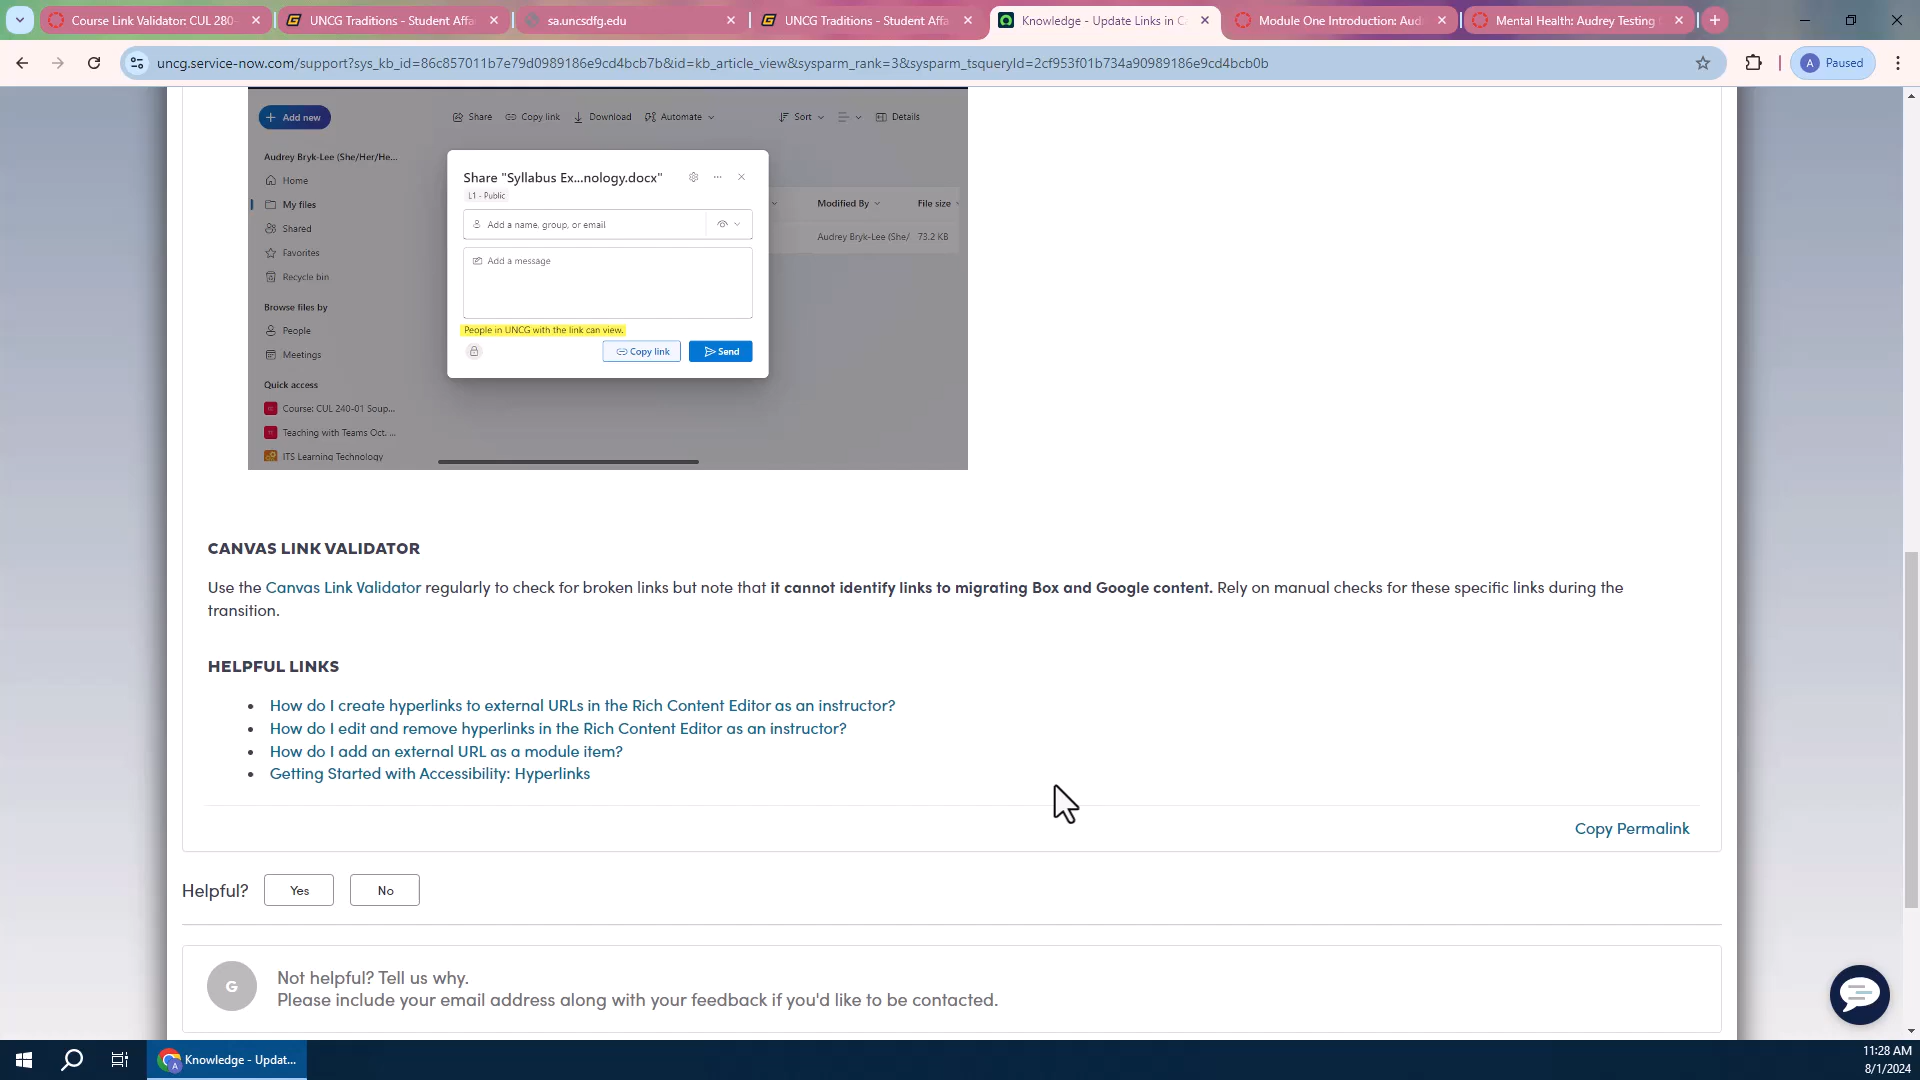 Course Link Validator: CUL 280-
UNCG Traditions - Student Affa
sa.uncsdfg.edu
UNCG Traditions - Student Affa
Knowledge - Update Links in C
Module One Introduction: Aud
Mental Health: Audrey Testing
uncg.service-now.com/support?sys_kb_id=86c857011b7e79d0989186e9cd4bcb7b&id=kb_article_view&sysparm_rank=3&sysparm_tsqueryId=2cf953f01b734a90989186e9cd4bcb0b
A Paused
Add new
Share
Copy link
Download
Automate
Sort
Details
Audrey Bryk-Lee (She/Her/He...
Home
My files
Shared
Favorites
Recycle bin
Browse files by
People
Meetings
Quick access
Course: CUL 240-01 Soup...
Teaching with Teams Oct. ...
ITS Learning Technology
Share "Syllabus Ex...nology.docx"
L1 - Public
Add a name, group, or email
Add a message
People in UNCG with the link can view.
Copy link
Send
Modified By
File size
Audrey Bryk-Lee (She/
73.2 KB
CANVAS LINK VALIDATOR
Use the Canvas Link Validator regularly to check for broken links but note that it cannot identify links to migrating Box and Google content. Rely on manual checks for these specific links during the
transition.
HELPFUL LINKS
How do I create hyperlinks to external URLs in the Rich Content Editor as an instructor?
How do I edit and remove hyperlinks in the Rich Content Editor as an instructor?
How do I add an external URL as a module item?
Getting Started with Accessibility: Hyperlinks
Copy Permalink
Helpful?
Yes
No
G
Not helpful? Tell us why.
Please include your email address along with your feedback if you'd like to be contacted.
Knowledge - Updat...
11:28 AM
8/1/2024